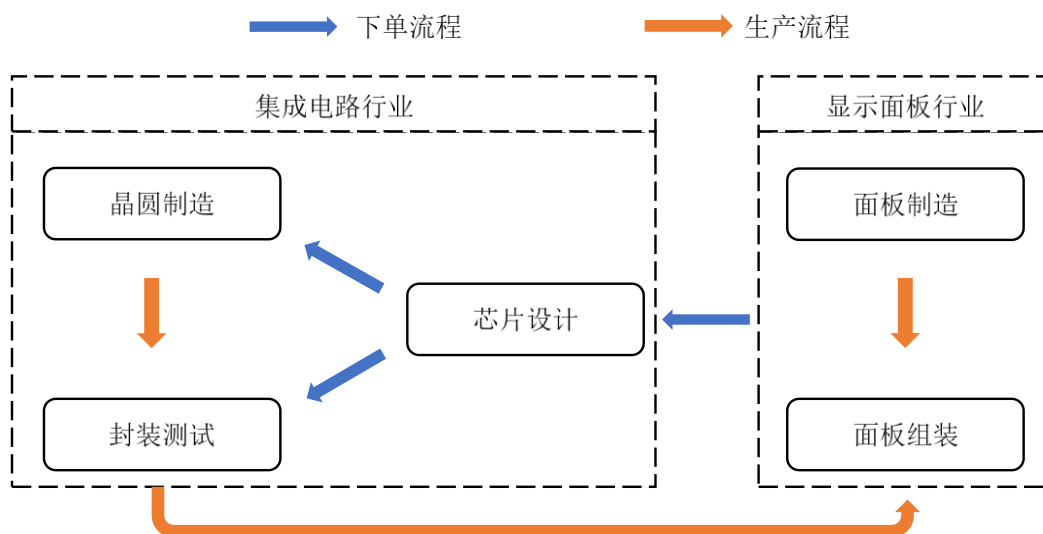 下单流程
生产流程
集成电路行业
显示面板行业
晶圆制造
面板制造
芯片设计
封装测试
面板组装